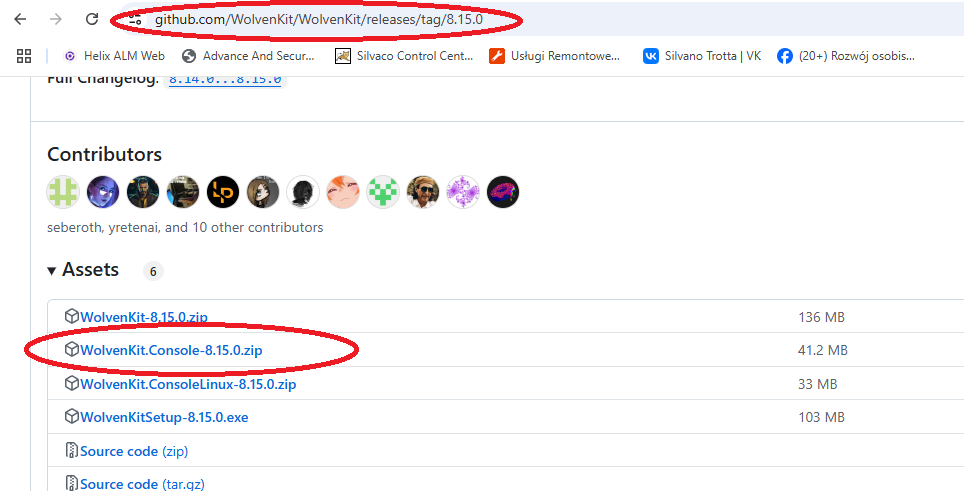 github.com/WolvenKit/WolvenKit/releases/tag/8.15.0
Helix ALM Web Advance And Secur... Silvaco Control Cent... Usługi Remontowe... Silvano Trotta | VK (20+) Rozwój osobis...
Full Changelog: 8.14.0...8.15.0
Contributors
seberoth, yretenai, and 10 other contributors
Assets 6
WolvenKit-8.15.0.zip 136 MB
WolvenKit.Console-8.15.0.zip 41.2 MB
WolvenKit.ConsoleLinux-8.15.0.zip 33 MB
WolvenKitSetup-8.15.0.exe 103 MB
Source code (zip)
Source code (tar.gz)